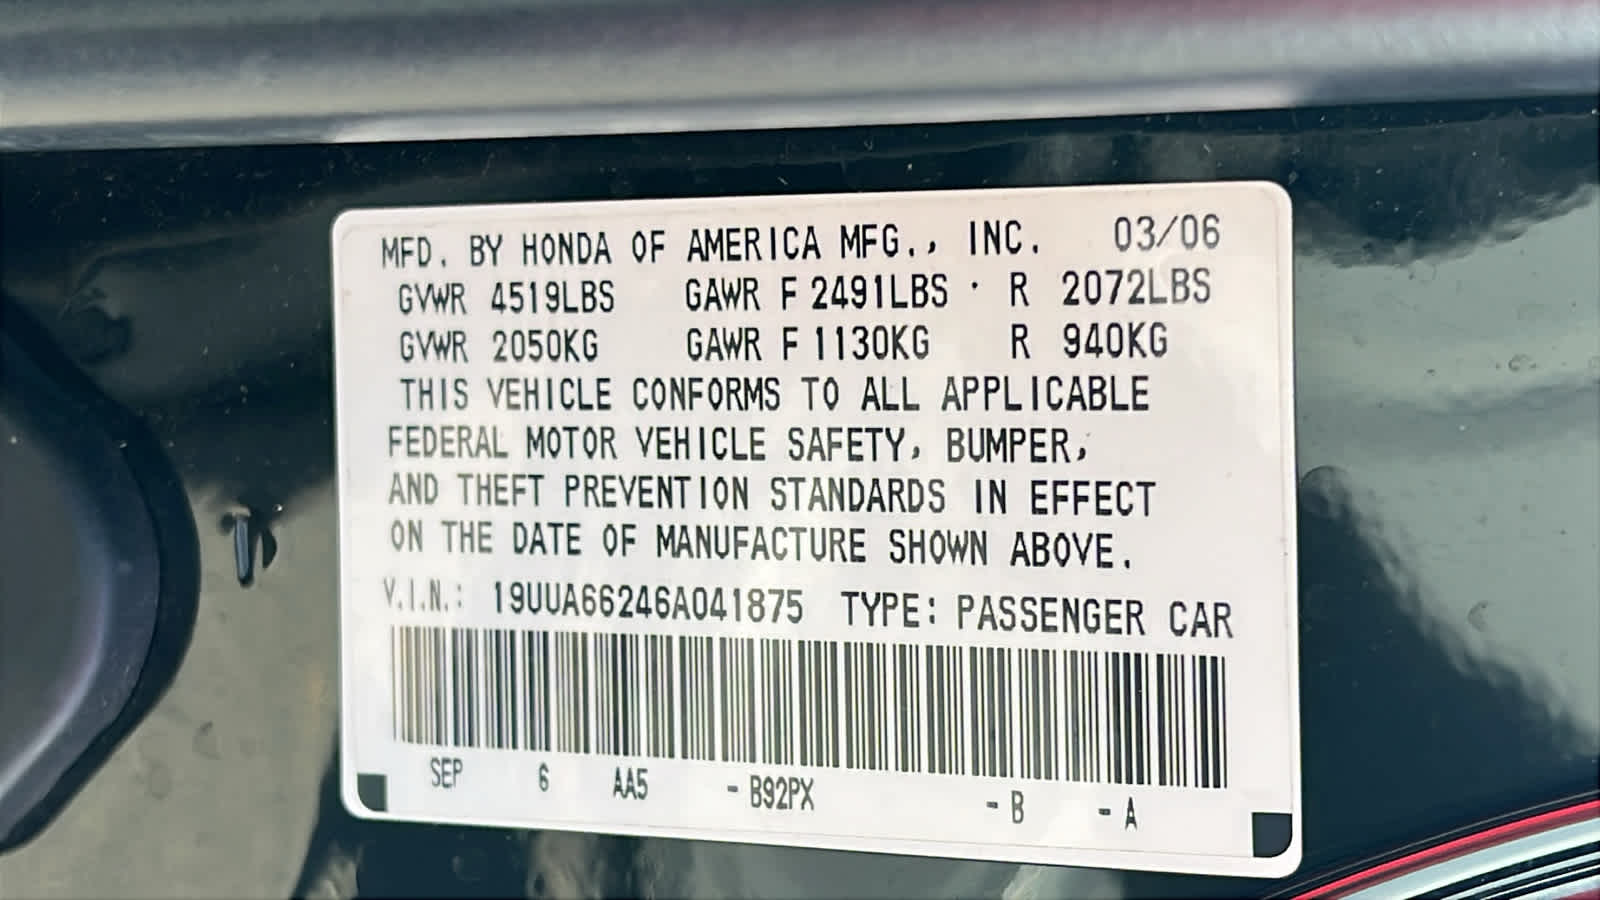 MFD. BY HONDA OF AMERICA MFG., INC. 03/06
GVWR 4519LBS GAWR F 2491LBS R 2072LBS
GVWR 2050KG GAWR F 1130KG R 940KG
THIS VEHICLE CONFORMS TO ALL APPLICABLE
FEDERAL MOTOR VEHICLE SAFETY, BUMPER,
AND THEFT PREVENTION STANDARDS IN EFFECT
ON THE DATE OF MANUFACTURE SHOWN ABOVE.
V.I.N.: 19UUA66246A041875 TYPE: PASSENGER CAR
SEP 6 AA5 - B92PX - B - A